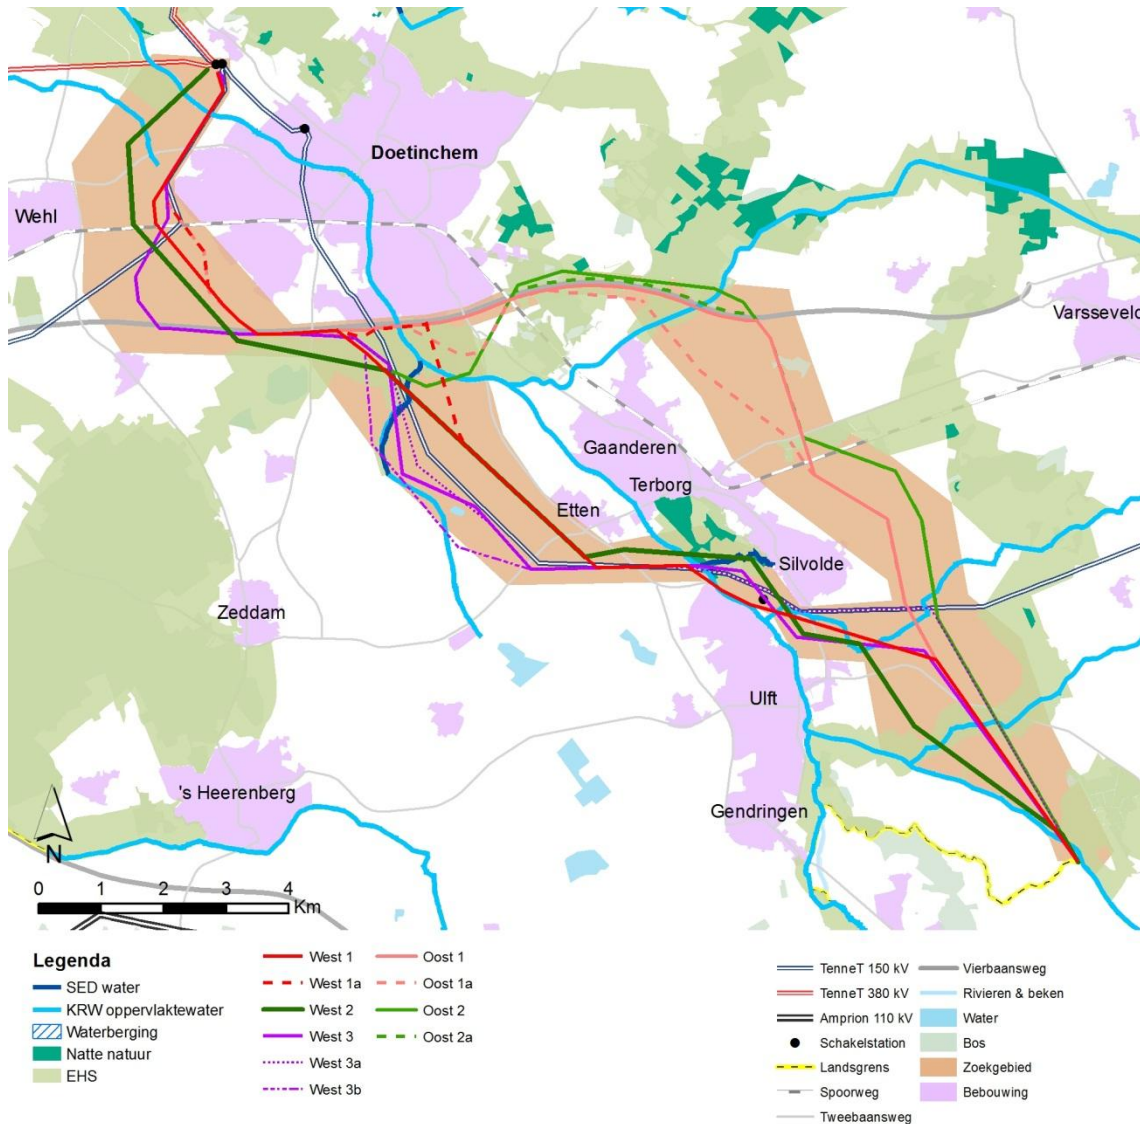 Doetinchem
Wehl
Varsseveld
Gaanderen
Terborg
Etten
Silvolde
Zeddam
Ulft
's Heerenberg
Gendringen
N
0 1 2 3 4
Km
Legenda
SED water
KRW oppervlaktewater
Waterberging
Natte natuur
EHS
West 1
West 1a
West 2
West 3
West 3a
West 3b
Oost 1
Oost 1a
Oost 2
Oost 2a
TenneT 150 kV
TenneT 380 kV
Amprion 110 kV
Schakelstation
Landsgrens
Spoorweg
Tweebaansweg
Vierbaansweg
Rivieren & beken
Water
Bos
Zoekgebied
Bebouwing